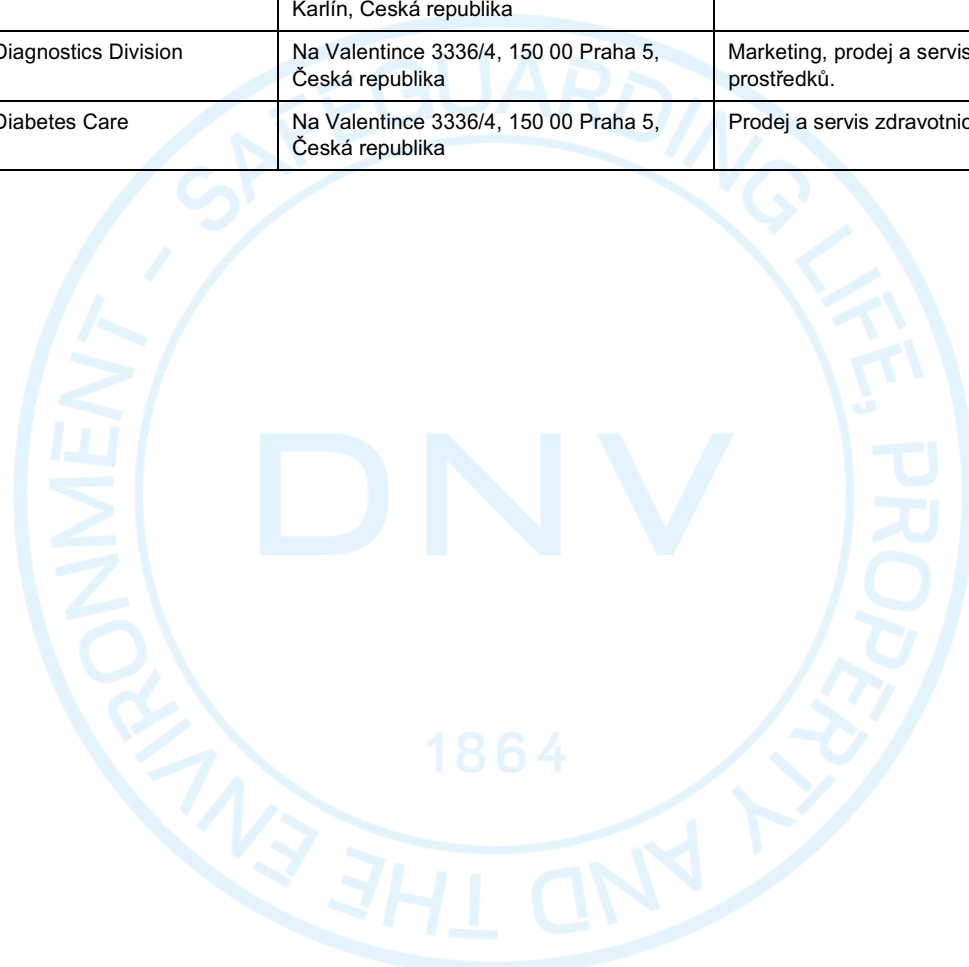 Karlín, Česká republika
Diagnostics Division
Na Valentince 3336/4, 150 00 Praha 5,
Česká republika
Marketing, prodej a servis
prostředků.
Diabetes Care
Na Valentince 3336/4, 150 00 Praha 5,
Česká republika
Prodej a servis
SAFEGUARDING LIFE, PROPERTY AND THE ENVIRONMENT -
DNV
1864